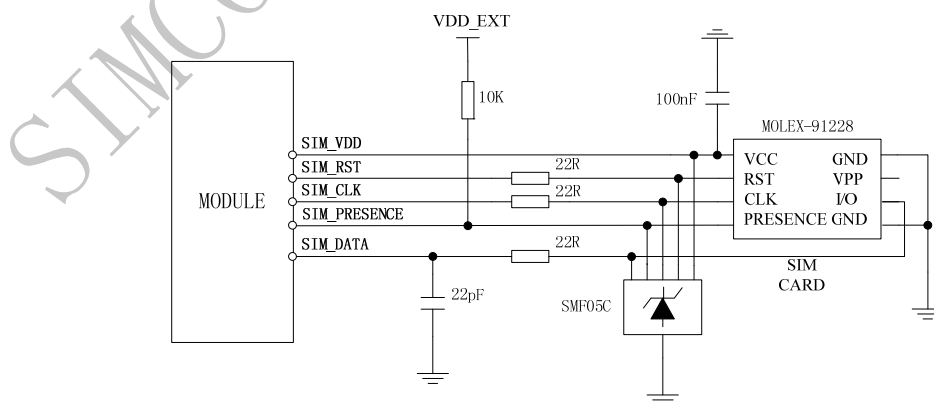 VDD_EXT
SIMCO
10K
100nF
MOLEX-91228
MODULE
SIM_VDD
SIM_RST
SIM_CLK
SIM_PRESENCE
SIM_DATA
22R
22R
22R
VCC GND
RST VPP
CLK I/O
PRESENCE GND
SIM
CARD
22pF
SMF05C